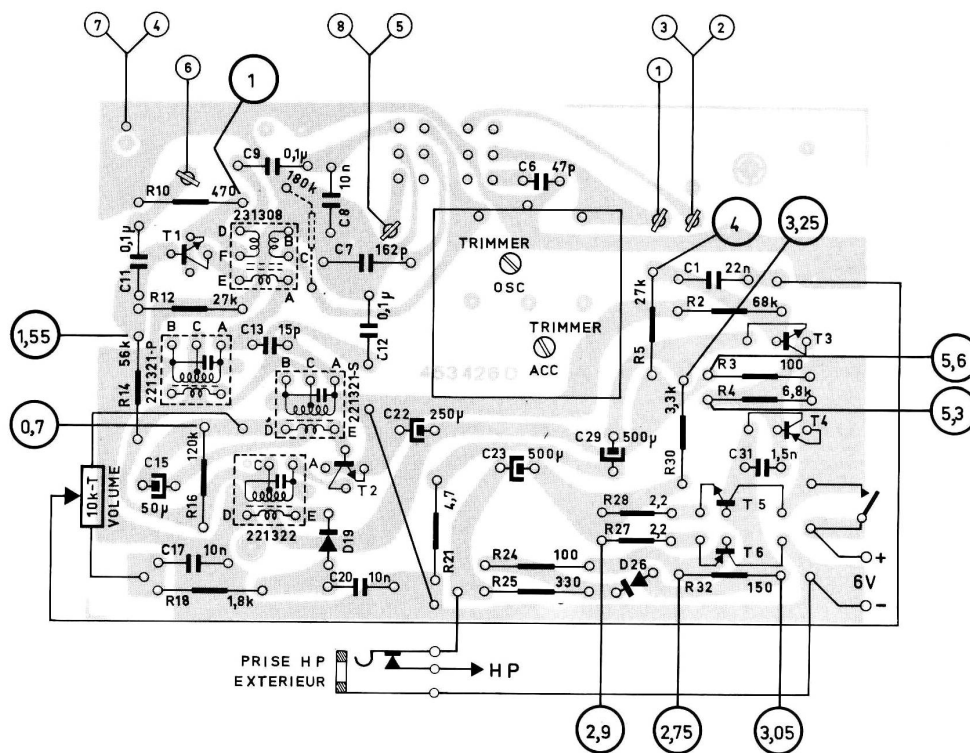 7 4 8 5 3 2
6 1 1
C9 0,1µ
180k
10n
C8
C6 47p
R10 470
231308
D B
F C
E A
T1
0,1µ
C11
C7 162p
TRIMMER
OSC
TRIMMER
ACC
4 3,25
27k
R5
C1 22n
R2 68k
R12 27k
0,1µ
C12
1,55
B C A
C13 15p
56k
R14
221321-P
B C A
221321-S
D E
4534260
T3
R3 100
5,6
R4 6,8k
5,3
3,3k
R30
T4
0,7
120k
R16
C22 250µ
C23 500µ
C29 500µ
C31 1,5n
10k-T
VOLUME
C15
50µ
C A
D E
221322
T2
D19
4,7
R21
R28 2,2
R27 2,2
T5
T6
+
6V
-
C17 10n
R18 1,8k
C20 10n
R24 100
R25 330
D26
R32 150
PRISE HP
EXTERIEUR
HP
2,9 2,75 3,05